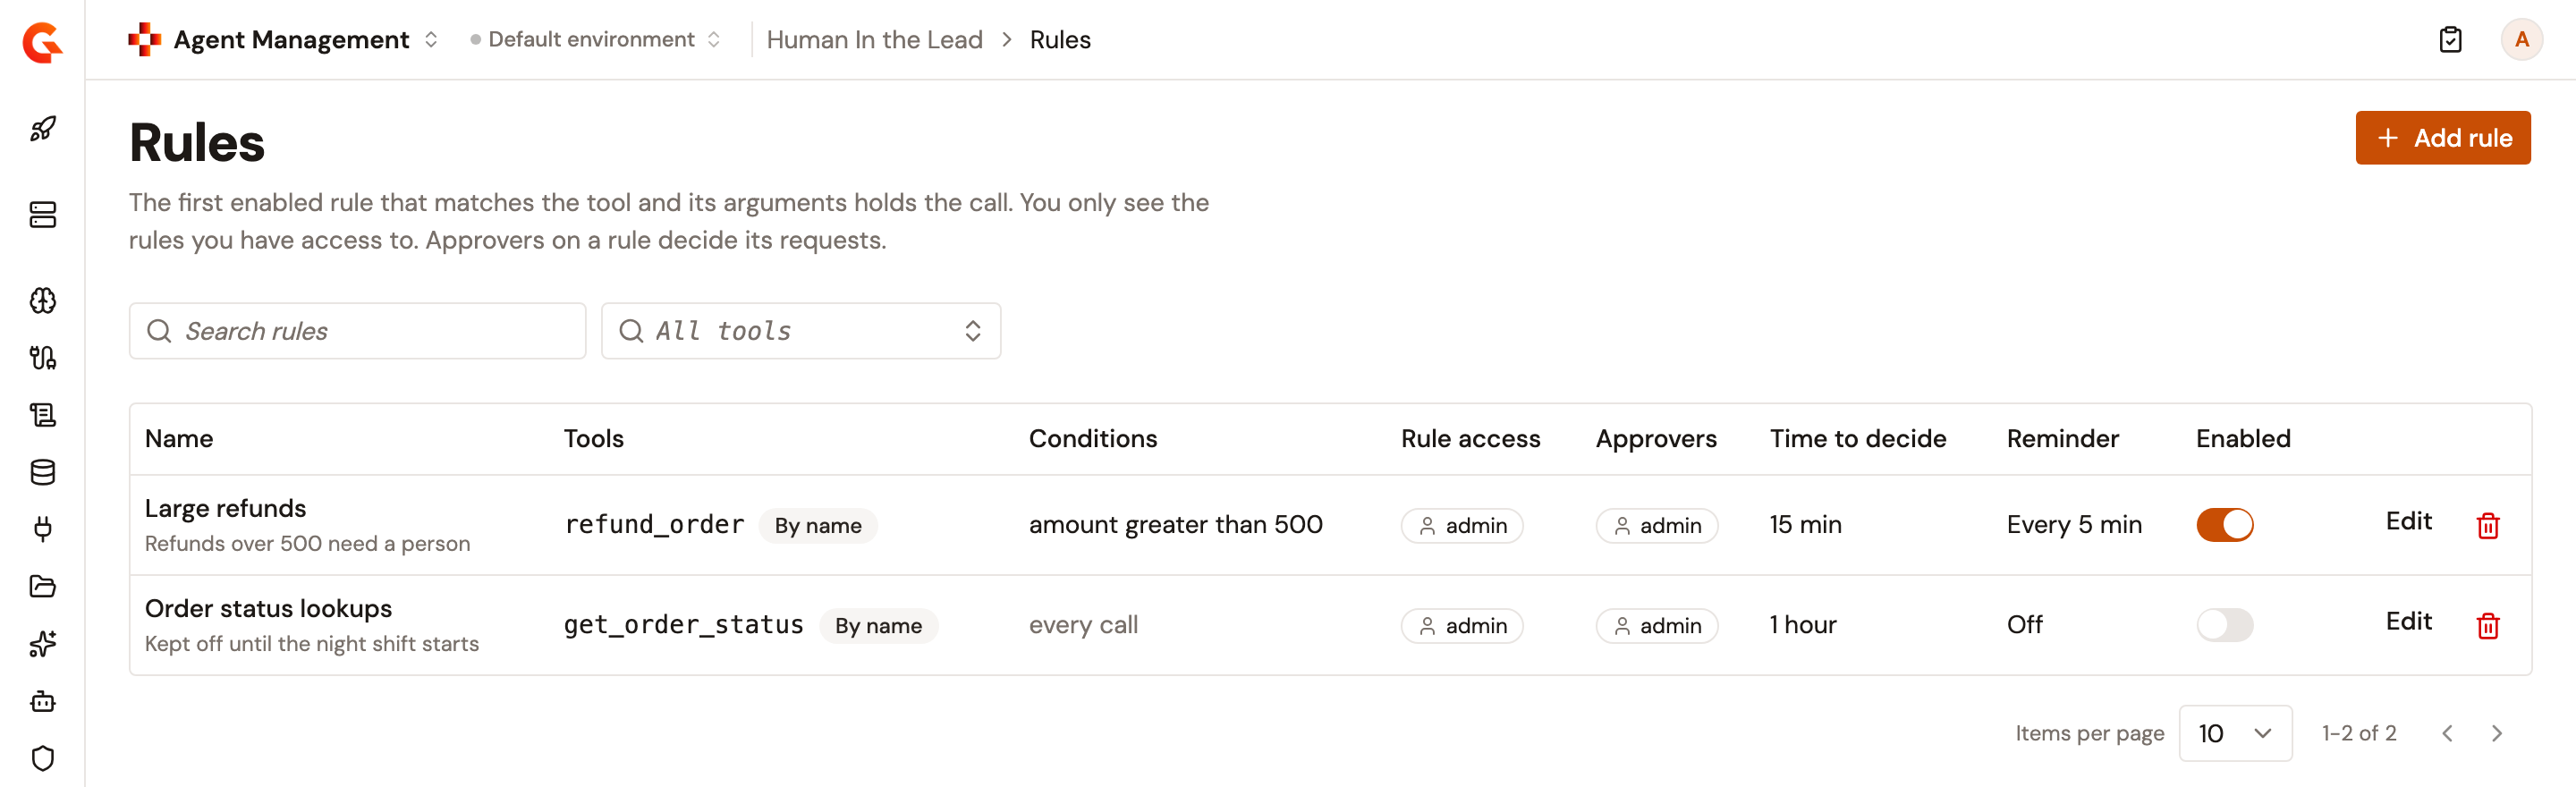 Agent Management
Default environment
Human In the Lead > Rules
A
Rules
+ Add rule
The first enabled rule that matches the tool and its arguments holds the call. You only see the
rules you have access to. Approvers on a rule decide its requests.
Search rules
All tools
Name Tools Conditions Rule access Approvers Time to decide Reminder Enabled
Large refunds
Refunds over 500 need a person
refund_order By name amount greater than 500 admin admin 15 min Every 5 min Edit
Order status lookups
Kept off until the night shift starts
get_order_status By name every call admin admin 1 hour Off Edit
Items per page 10 1-2 of 2